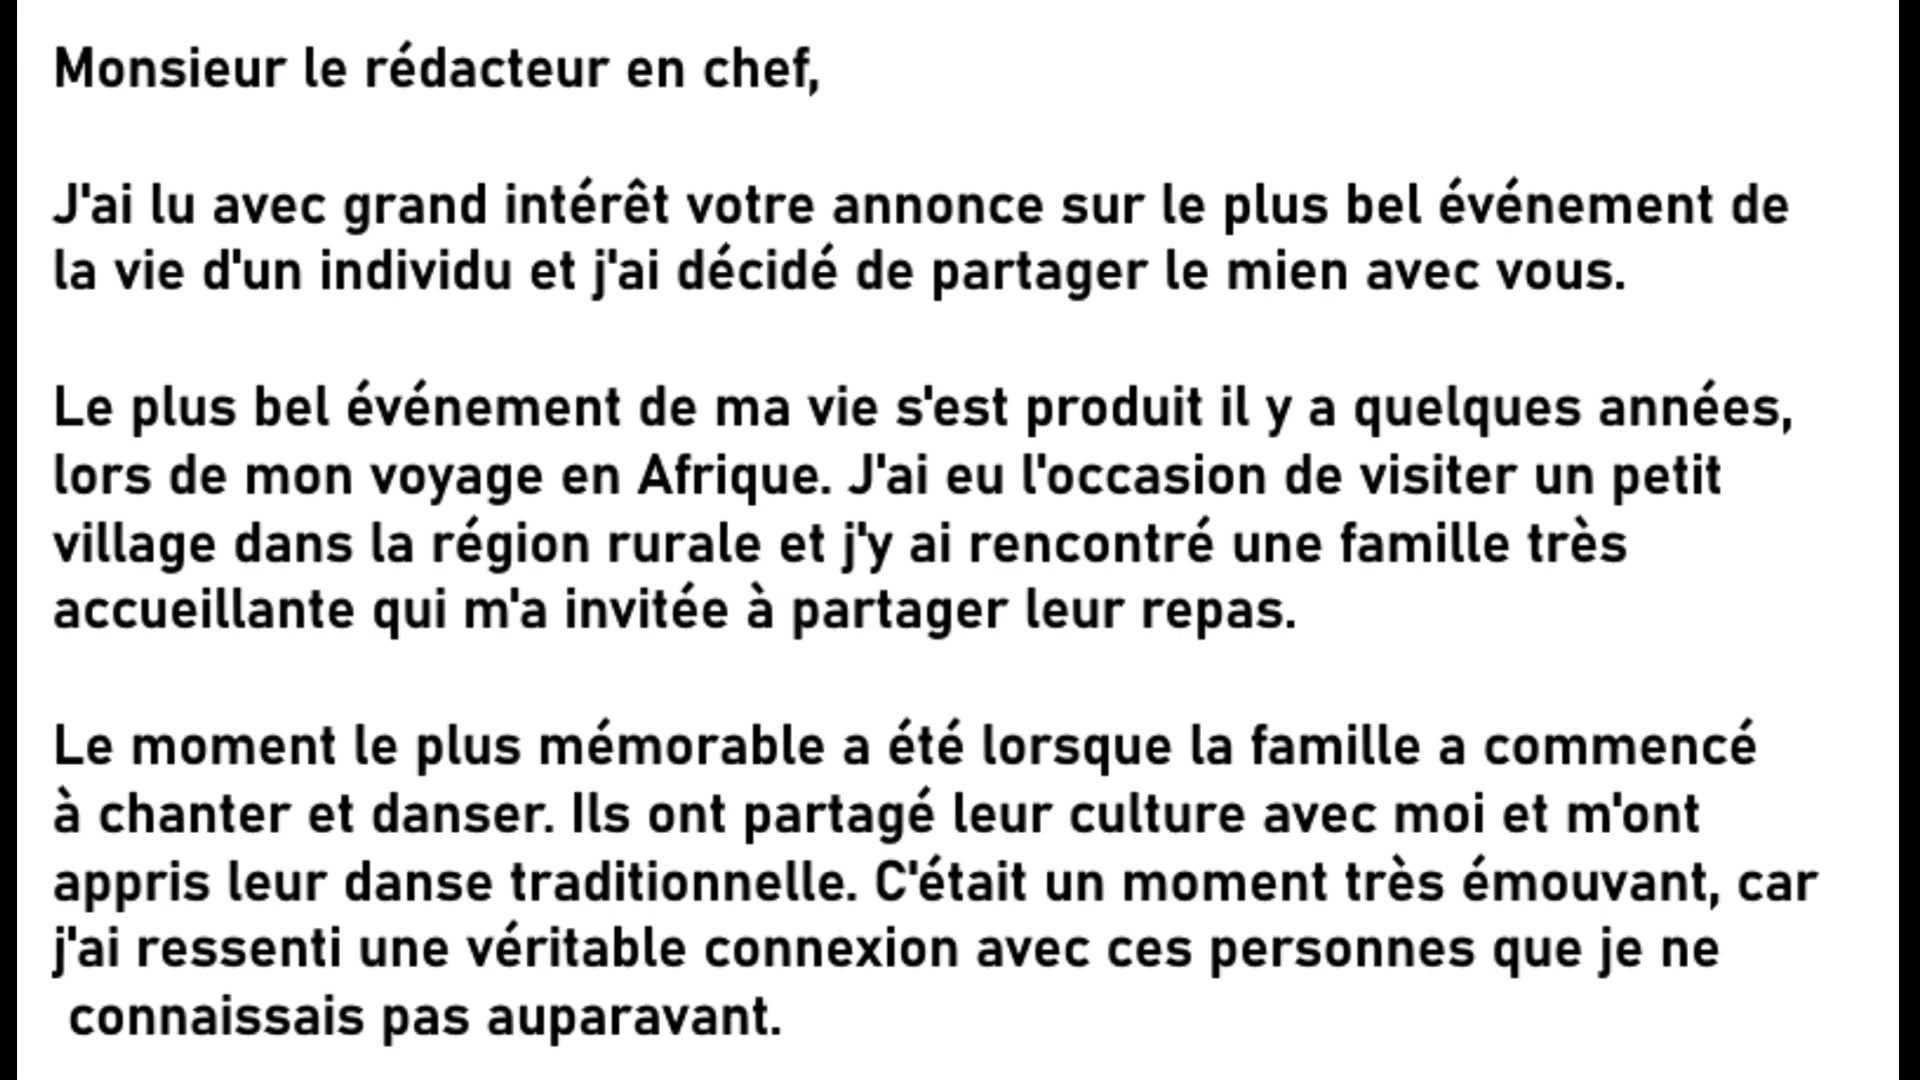 Monsieur le rédacteur en chef,
J'ai lu avec grand intérêt votre annonce sur le plus bel événement de
la vie d'un individu et j'ai décidé de partager le mien avec vous.
Le plus bel événement de ma vie s'est produit il y a quelques années,
lors de mon voyage en Afrique. J'ai eu l'occasion de visiter un petit
village dans la région rurale et j'y ai rencontré une famille très
accueillante qui m'a invitée à partager leur repas.
Le moment le plus mémorable a été lorsque la famille a commencé
à chanter et danser. Ils ont partagé leur culture avec moi et m'ont
appris leur danse traditionnelle. C'était un moment très émouvant, car
j'ai ressenti une véritable connexion avec ces personnes que je ne
connaissais pas auparavant.